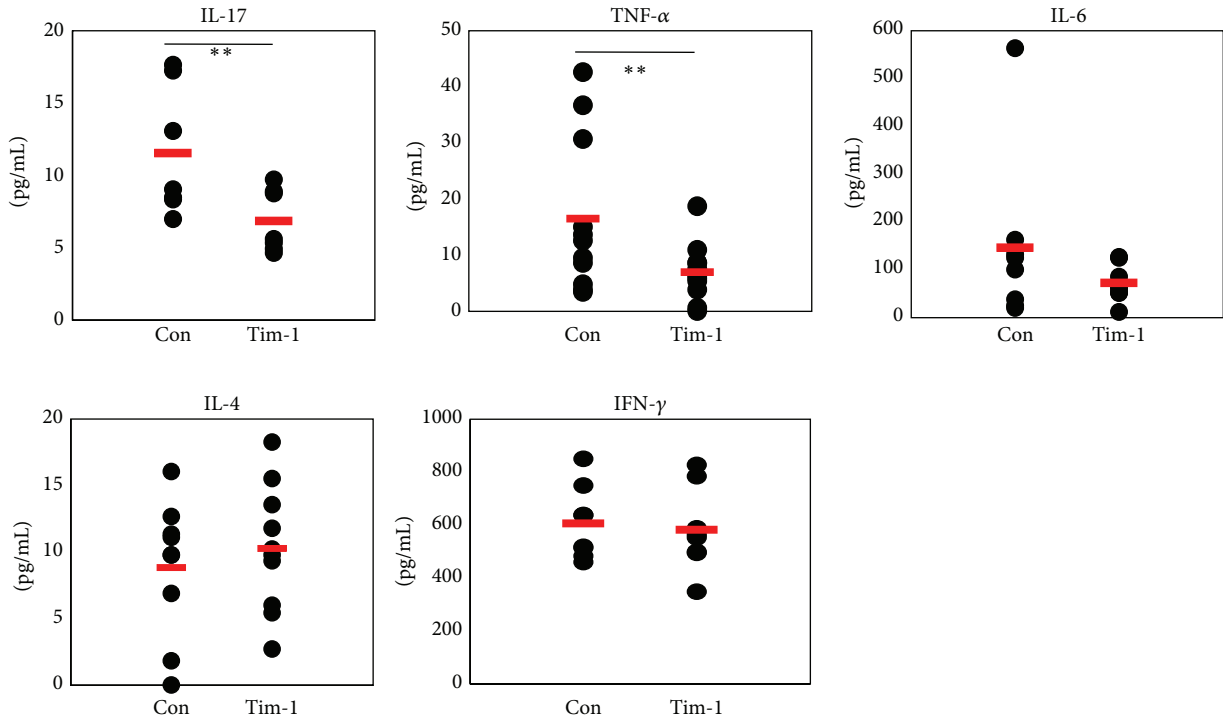 IL-17
20
15
10
5
0
(pg/mL)
**
Con Tim-1
TNF-α
50
40
30
20
10
0
(pg/mL)
**
Con Tim-1
IL-6
600
500
400
300
200
100
0
(pg/mL)
Con Tim-1
IL-4
20
15
10
5
0
(pg/mL)
Con Tim-1
IFN-γ
1000
800
600
400
200
0
(pg/mL)
Con Tim-1